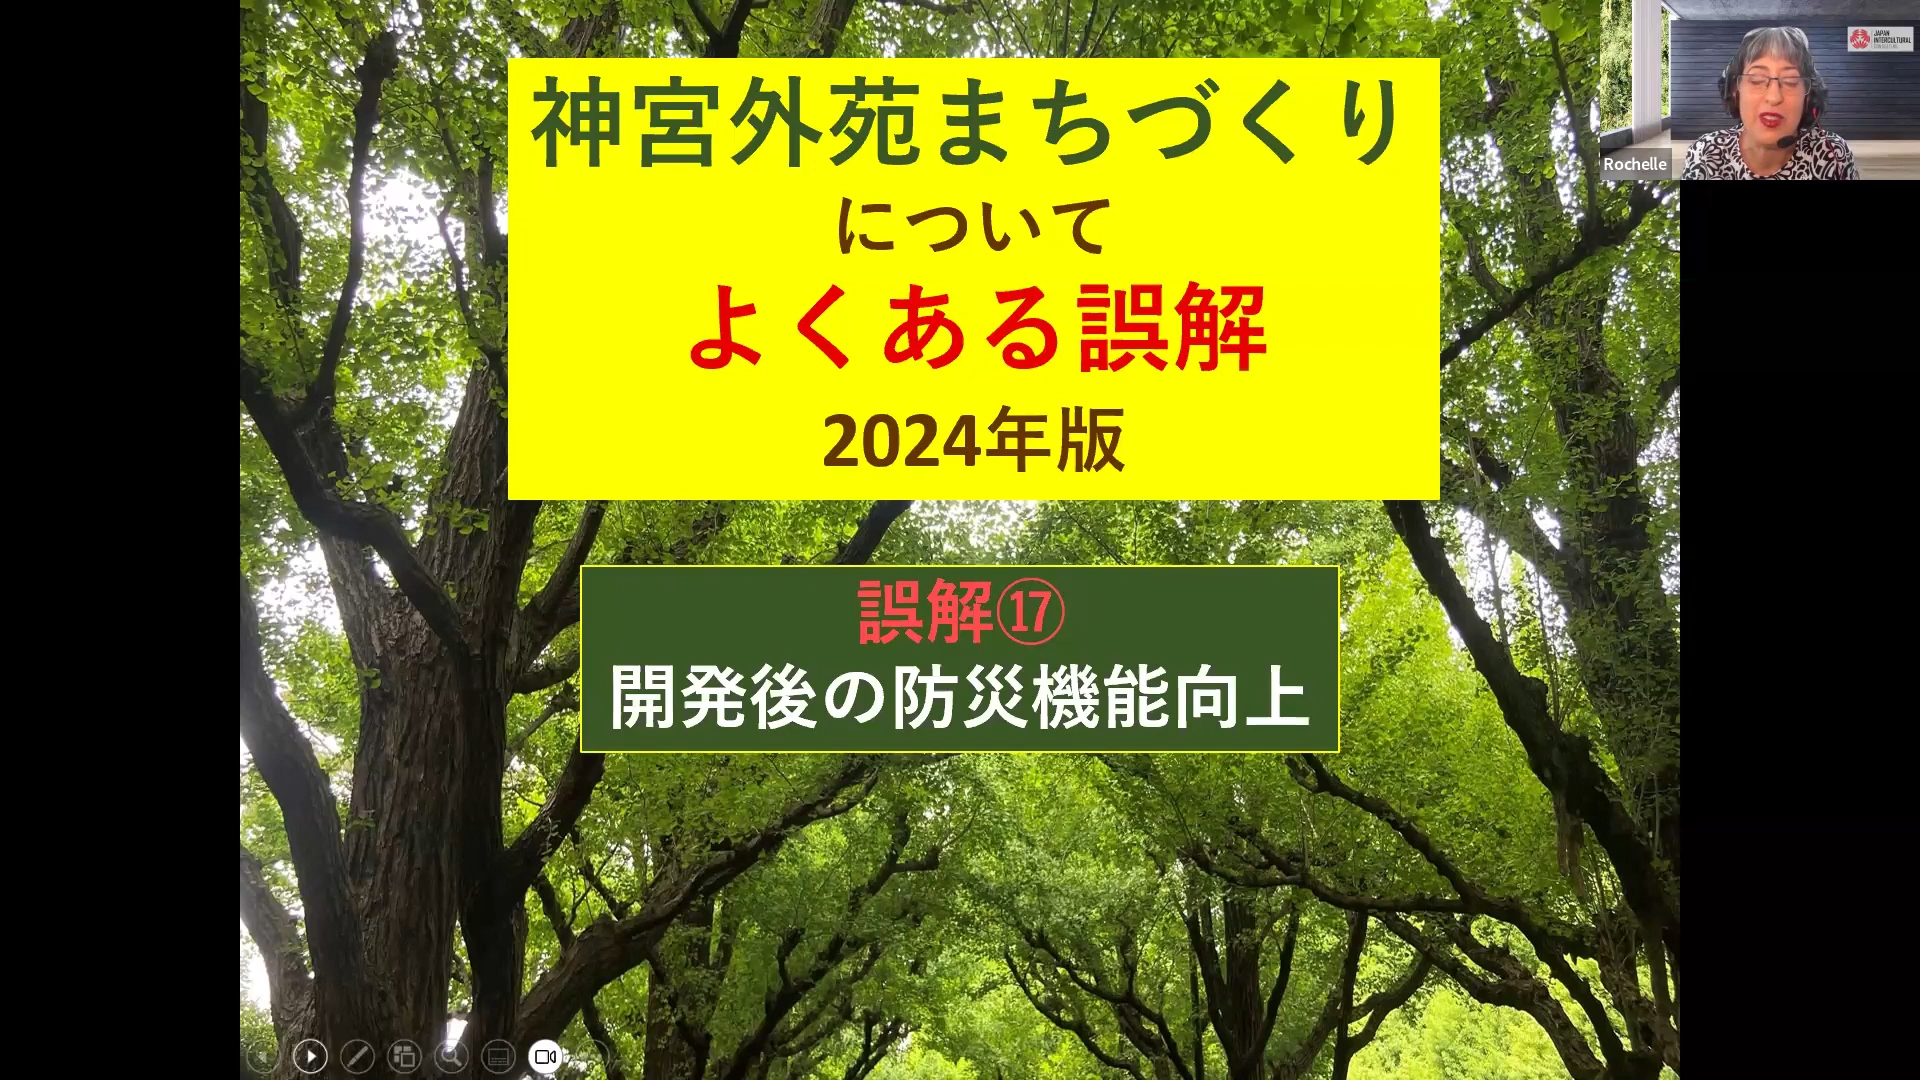 神宮外苑まちづくり
について
よくある誤解
2024年版
誤解⑰
開発後の防災機能向上
Rochelle
JAPAN
INTERCULTURAL